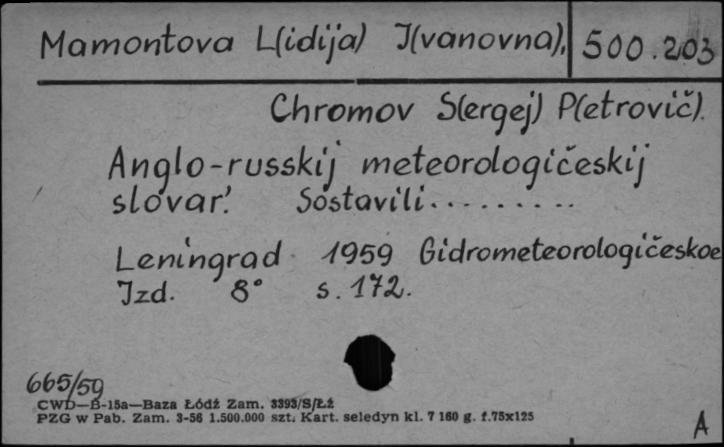 Mamontova L(idija) I(vanovna), 500.203
Chromov S(ergej) P(etrovič).
Anglo-russkij meteorologičeskij
slovar'. Sostavili..........
Leningrad 1959 Gidrometeorologičeskoe
Izd. 8° s. 172.
665/59
CWD—B-15a—Baza Łódź Zam. 3393/S/Łż
PZG w Pab. Zam. 3-56 1.500.000 szt. Kart. seledyn kl. 7 160 g. f.75x125
A